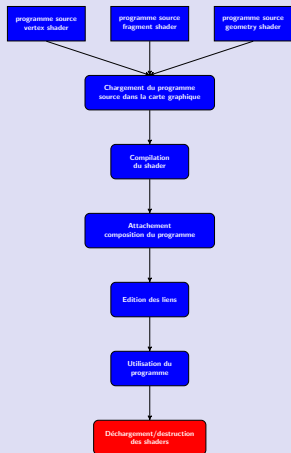 programme source
vertex shader
programme source
fragment shader
programme source
geometry shader
Chargement du programme
source dans la carte graphique
Compilation
du shader
Attachement
composition du programme
Edition des liens
Utilisation du
programme
Déchargement/destruction
des shaders